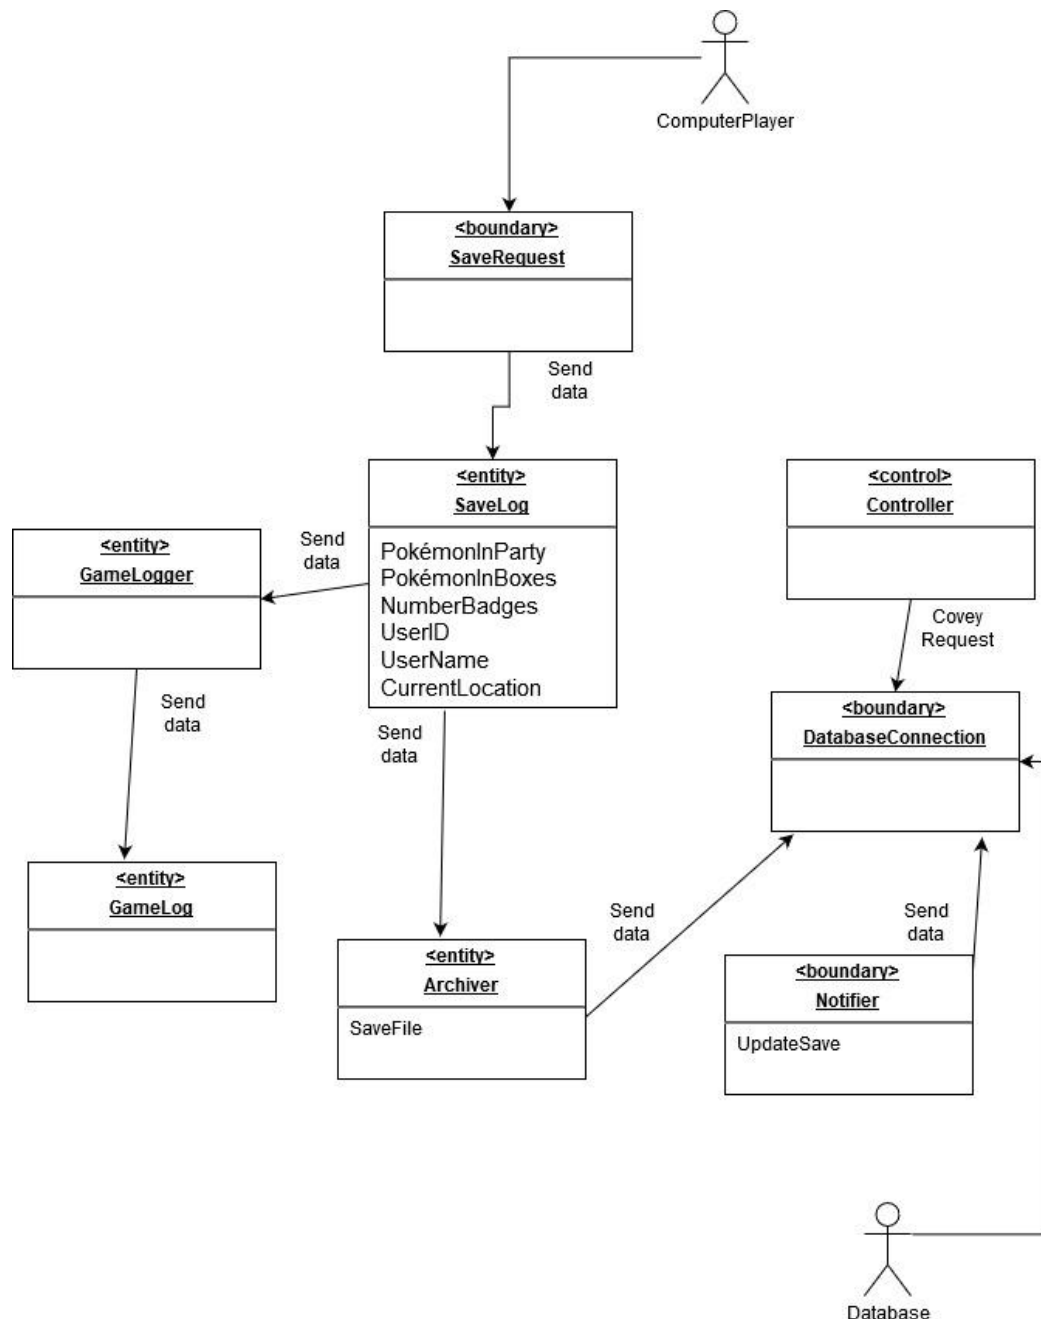 ComputerPlayer
<boundary>
SaveRequest
Send
data
<entity>
SaveLog
PokémonInParty
PokémonInBoxes
NumberBadges
UserID
UserName
CurrentLocation
<control>
Controller
Send
data
<entity>
GameLogger
Covey
Request
Send
data
<boundary>
DatabaseConnection
Send
data
<entity>
GameLog
Send
data
Send
data
<entity>
Archiver
SaveFile
<boundary>
Notifier
UpdateSave
Database